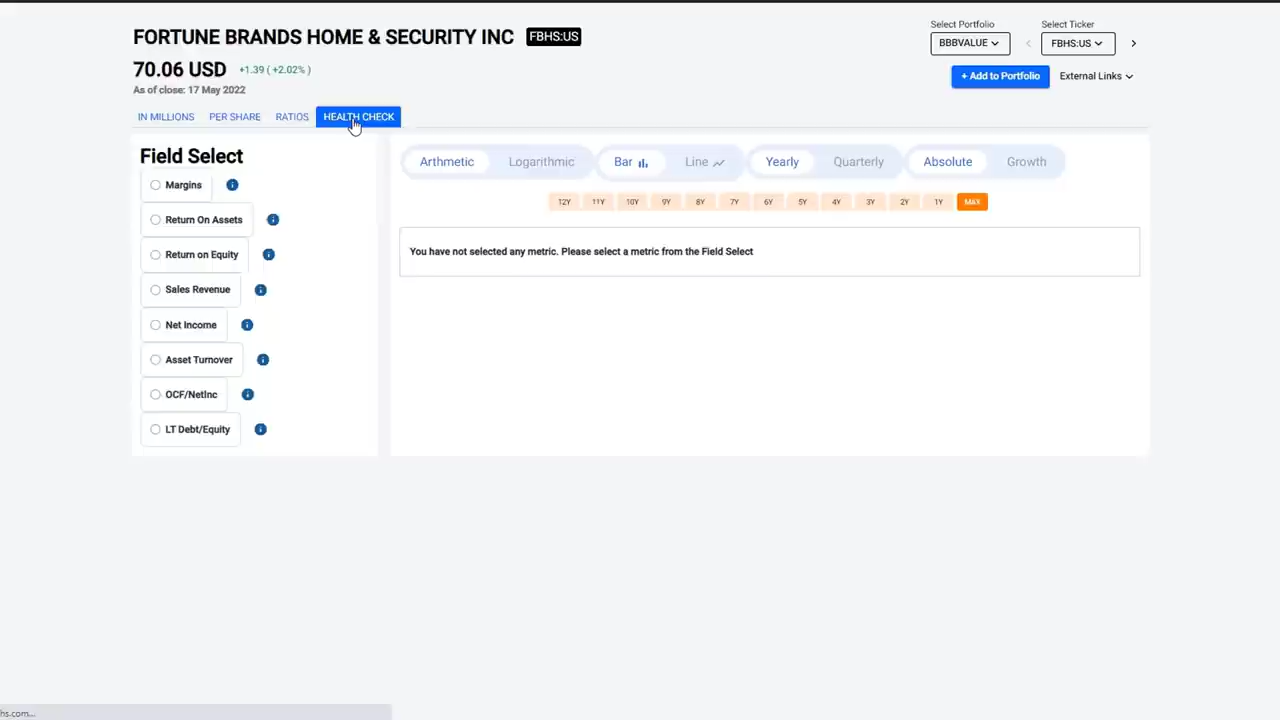 FORTUNE BRANDS HOME & SECURITY INC FBHS:US
Select Portfolio
Select Ticker
BBBVALUE
FBHS:US
70.06 USD +1.39 ( +2.02% )
+ Add to Portfolio
External Links
As of close: 17 May 2022
IN MILLIONS PER SHARE RATIOS HEALTH CHECK
Field Select
Margins
Return On Assets
Return on Equity
Sales Revenue
Net Income
Asset Turnover
OCF/NetInc
LT Debt/Equity
Arithmetic Logarithmic Bar Line Yearly Quarterly Absolute Growth
12Y 11Y 10Y 9Y 8Y 7Y 6Y 5Y 4Y 3Y 2Y 1Y MAX
You have not selected any metric. Please select a metric from the Field Select
hs.com...